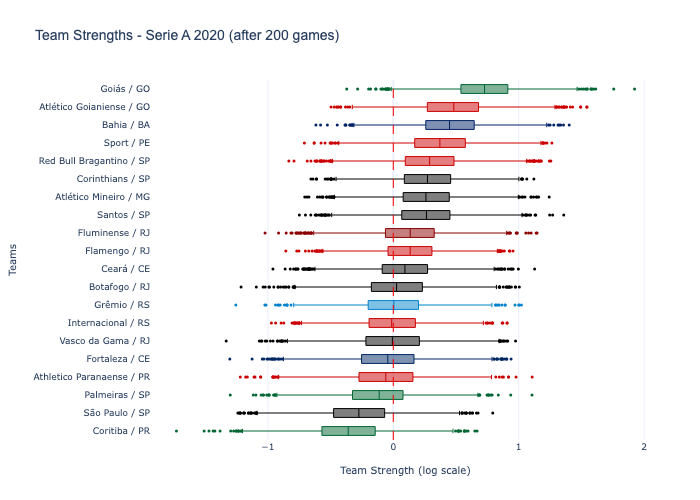 Team Strengths - Serie A 2020 (after 200 games)
Goiás / GO
Atlético Goianiense / GO
Bahia / BA
Sport / PE
Red Bull Bragantino / SP
Corinthians / SP
Atlético Mineiro / MG
Santos / SP
Fluminense / RJ
Flamengo / RJ
Ceará / CE
Botafogo / RJ
Grêmio / RS
Internacional / RS
Vasco da Gama / RJ
Fortaleza / CE
Athletico Paranaense / PR
Palmeiras / SP
São Paulo / SP
Coritiba / PR
Teams
−1 0 1 2
Team Strength (log scale)